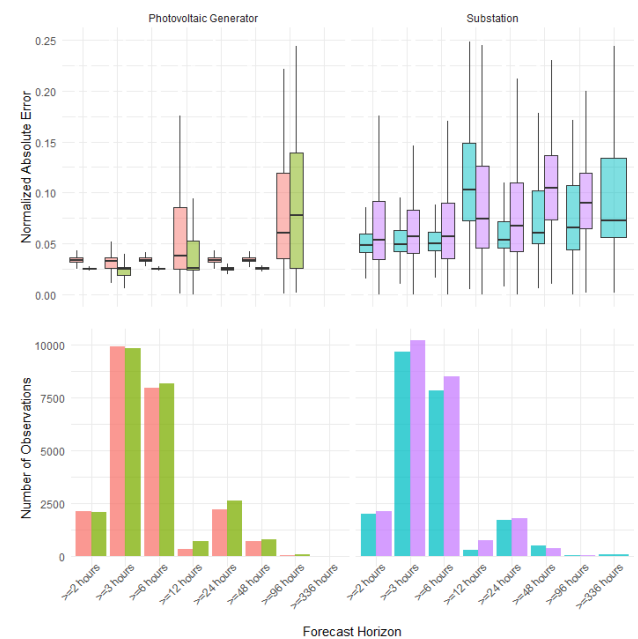 Photovoltaic Generator
Substation
Normalized Absolute Error
0.25
0.20
0.15
0.10
0.05
0.00
Number of Observations
10000
7500
5000
2500
0
>=2 hours
>=3 hours
>=6 hours
>=12 hours
>=24 hours
>=48 hours
>=96 hours
>=336 hours
>=2 hours
>=3 hours
>=6 hours
>=12 hours
>=24 hours
>=48 hours
>=96 hours
>=336 hours
Forecast Horizon